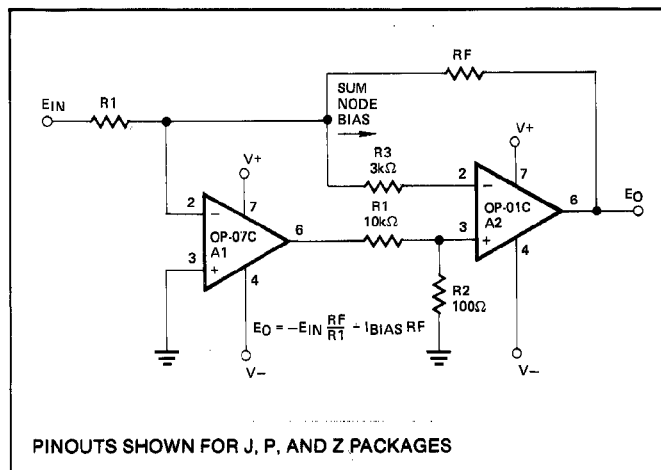 RF
SUM
NODE
BIAS
EIN
R1
R3
3kΩ
V+
V+
2
7
2
7
R1
10kΩ
OP-07C
A1
6
3
4
OP-01C
A2
6
EO
3
4
R2
100Ω
EO = -EIN RF/R1 - IBIAS RF
V-
V-
PINOUTS SHOWN FOR J, P, AND Z PACKAGES